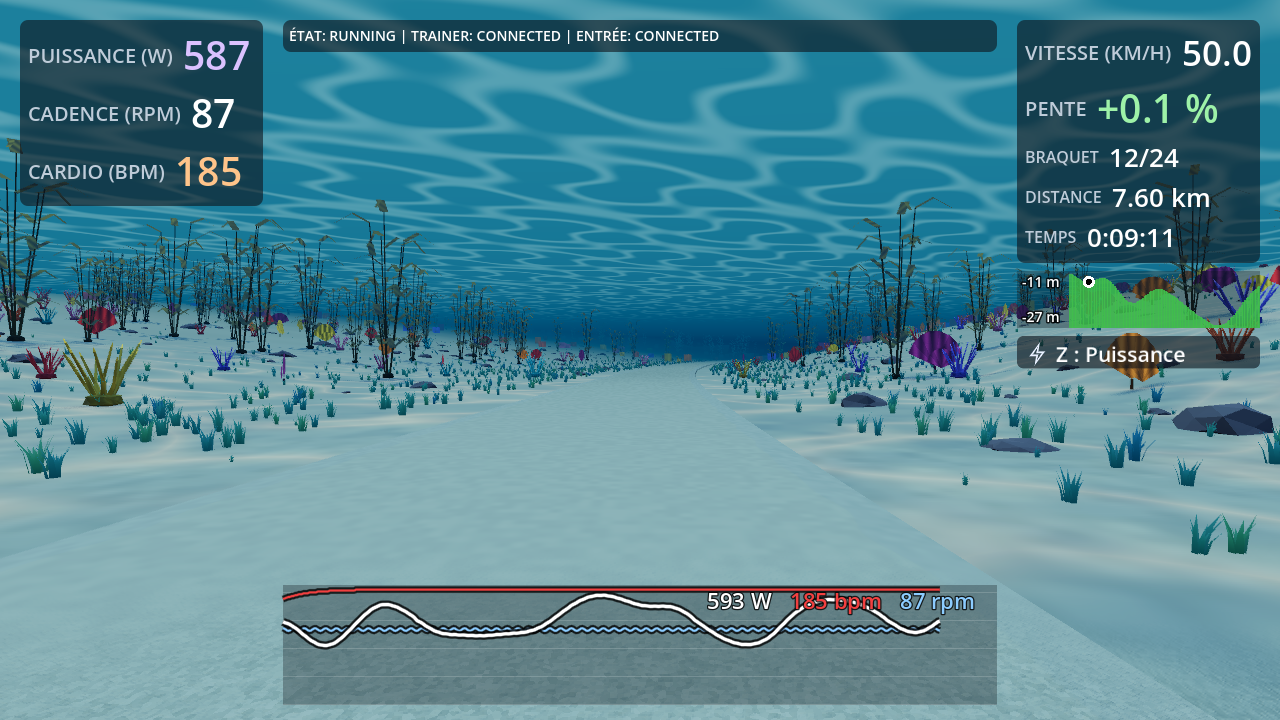 PUISSANCE (W) 587
CADENCE (RPM) 87
CARDIO (BPM) 185
ÉTAT: RUNNING | TRAINER: CONNECTED | ENTRÉE: CONNECTED
VITESSE (KM/H) 50.0
PENTE +0.1 %
BRAQUET 12/24
DISTANCE 7.60 km
TEMPS 0:09:11
-11 m
-27 m
Z : Puissance
593 W 185 bpm 87 rpm